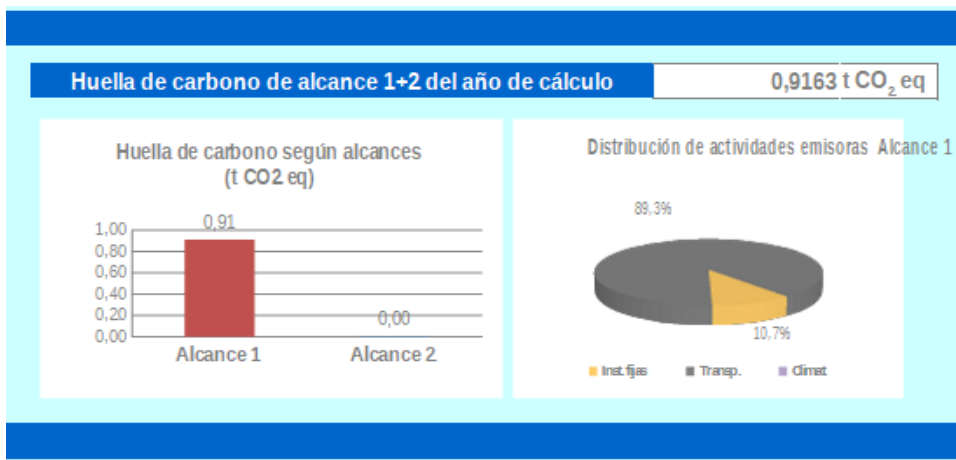 Huella de carbono de alcance 1+2 del año de cálculo
0,9163 t CO2 eq
Huella de carbono según alcances
(t CO2 eq)
0,91
1,00
0,80
0,60
0,40
0,20
0,00
0,00
Alcance 1
Alcance 2
Distribución de actividades emisoras Alcance 1
89,3%
10,7%
Inst.fijas
Transp.
Climat